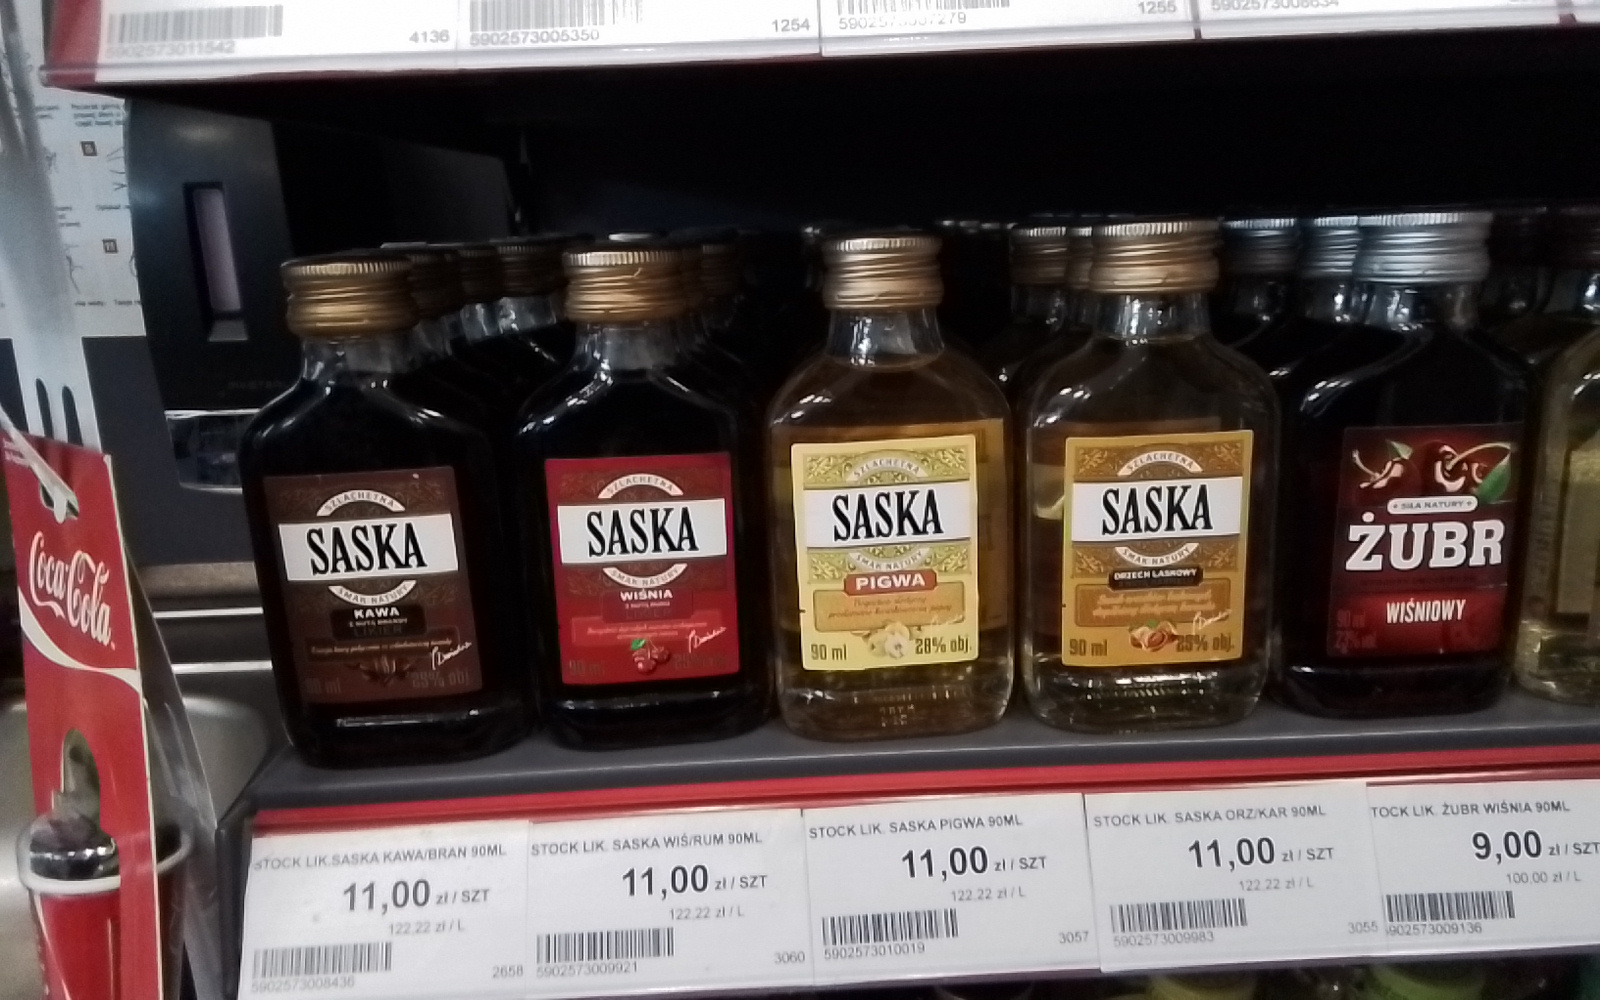 5902573011542
4136
5902573005350
1254
1255
Coca-Cola
SZLACHETNA
SASKA
SMAK NATURY
KAWA
Z NUTĄ BRANDY
LIKIER
90 ml
SZLACHETNA
SASKA
SMAK NATURY
WIŚNIA
Z NUTĄ RUMU
90 ml
SZLACHETNA
SASKA
SMAK NATURY
PIGWA
90 ml 28% obj.
SZLACHETNA
SASKA
SMAK NATURY
ORZECH LASKOWY
90 ml 25% obj.
SIŁA NATURY
ŻUBR
WIŚNIOWY
90 ml
STOCK LIK.SASKA KAWA/BRAN 90ML
11,00 zł / SZT
122.22 zł / L
5902573008436
2658
STOCK LIK. SASKA WIŚ/RUM 90ML
11,00 zł / SZT
122.22 zł / L
5902573009921
3060
STOCK LIK. SASKA PIGWA 90ML
11,00 zł / SZT
122.22 zł / L
5902573010019
3057
STOCK LIK. SASKA ORZ/KAR 90ML
11,00 zł / SZT
122.22 zł / L
5902573009983
3055
TOCK LIK. ŻUBR WIŚNIA 90ML
9,00 zł / SZT
100.00 zł / L
5902573009136